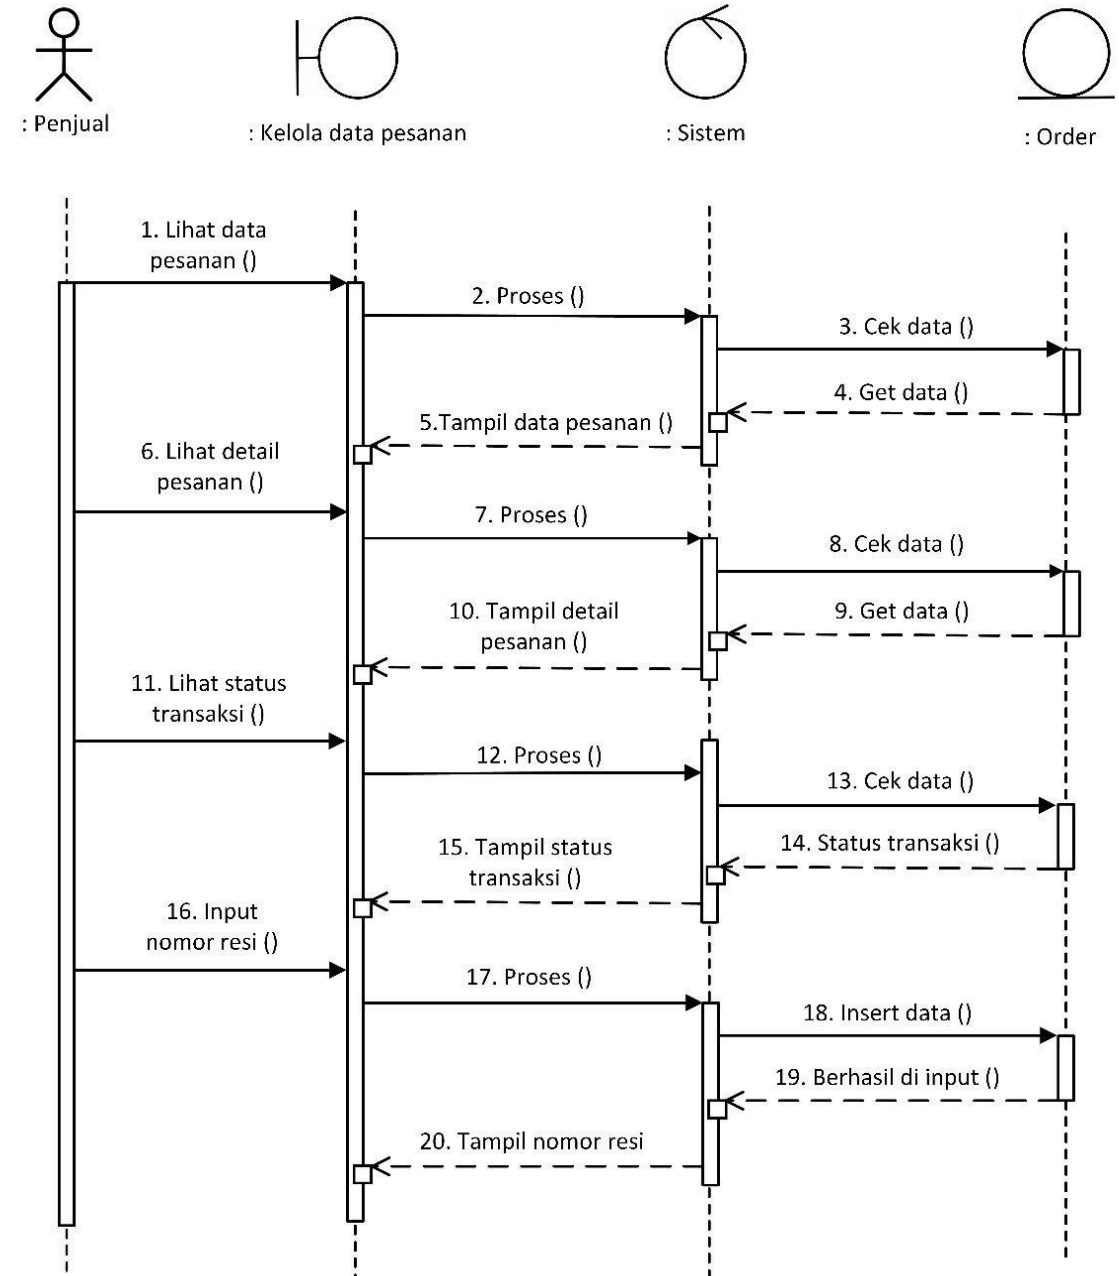 : Penjual
: Kelola data pesanan
: Sistem
: Order
1. Lihat data
pesanan ()
2. Proses ()
3. Cek data ()
4. Get data ()
5.Tampil data pesanan ()
6. Lihat detail
pesanan ()
7. Proses ()
8. Cek data ()
9. Get data ()
10. Tampil detail
pesanan ()
11. Lihat status
transaksi ()
12. Proses ()
13. Cek data ()
14. Status transaksi ()
15. Tampil status
transaksi ()
16. Input
nomor resi ()
17. Proses ()
18. Insert data ()
19. Berhasil di input ()
20. Tampil nomor resi